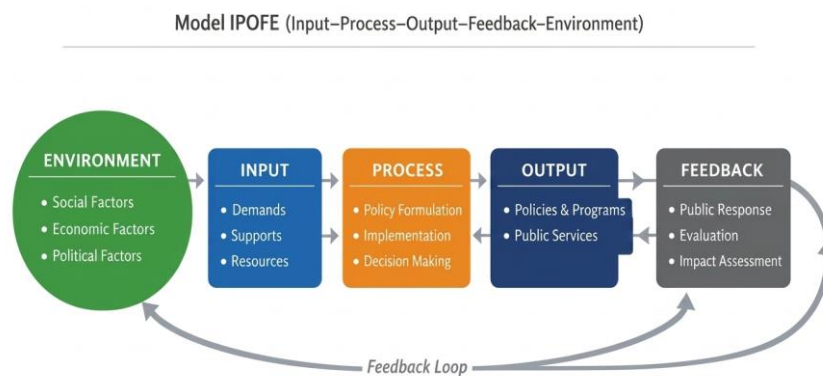 Model IPOFE (Input–Process–Output–Feedback–Environment)
ENVIRONMENT
• Social Factors
• Economic Factors
• Political Factors
INPUT
• Demands
• Supports
• Resources
PROCESS
• Policy Formulation
• Implementation
• Decision Making
OUTPUT
• Policies & Programs
• Public Services
FEEDBACK
• Public Response
• Evaluation
• Impact Assessment
Feedback Loop